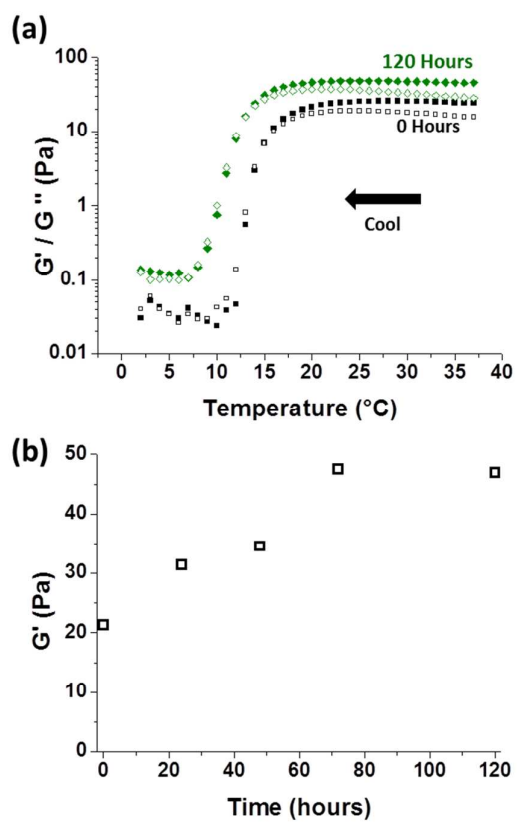 (a)
100
10
1
0.1
0.01
G' / G '' (Pa)
120 Hours
0 Hours
Cool
0 5 10 15 20 25 30 35 40
Temperature (°C)
(b)
50
40
30
20
10
0
G' (Pa)
0 20 40 60 80 100 120
Time (hours)